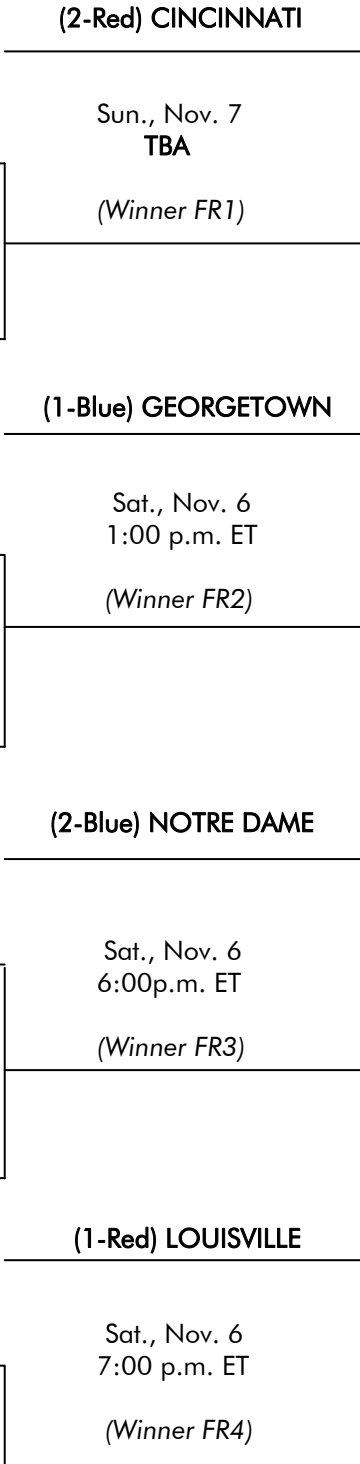 (2-Red) CINCINNATI
Sun., Nov. 7
TBA
(Winner FR1)
(1-Blue) GEORGETOWN
Sat., Nov. 6
1:00 p.m. ET
(Winner FR2)
(2-Blue) NOTRE DAME
Sat., Nov. 6
6:00p.m. ET
(Winner FR3)
(1-Red) LOUISVILLE
Sat., Nov. 6
7:00 p.m. ET
(Winner FR4)